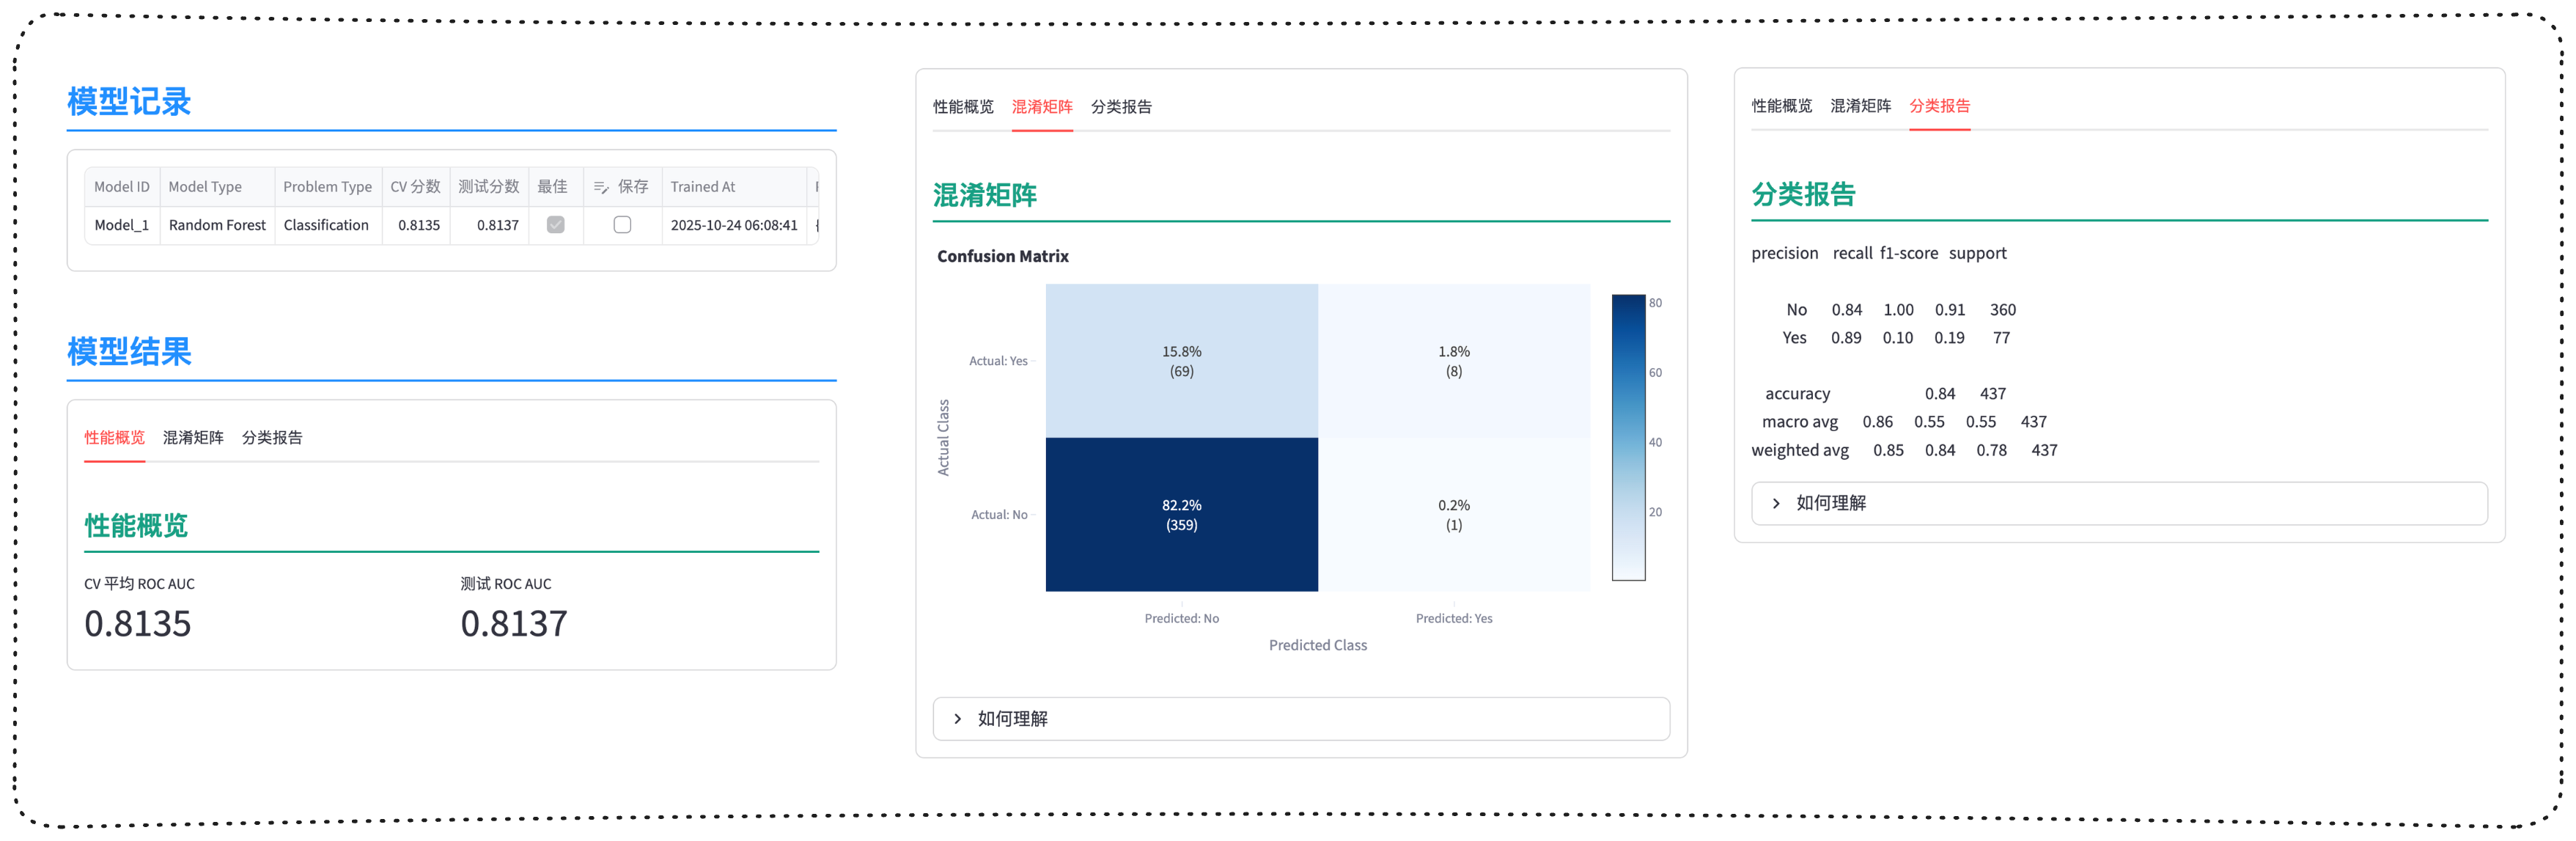 模型记录
Model ID Model Type Problem Type CV 分数 测试分数 最佳 保存 Trained At
Model_1 Random Forest Classification 0.8135 0.8137 2025-10-24 06:08:41
模型结果
性能概览 混淆矩阵 分类报告
性能概览
CV 平均 ROC AUC 测试 ROC AUC
0.8135 0.8137
性能概览 混淆矩阵 分类报告
混淆矩阵
Confusion Matrix
Actual Class
Actual: Yes
15.8%
(69)
1.8%
(8)
Actual: No
82.2%
(359)
0.2%
(1)
Predicted: No Predicted: Yes
Predicted Class
80
60
40
20
如何理解
性能概览 混淆矩阵 分类报告
分类报告
precision recall f1-score support
No 0.84 1.00 0.91 360
Yes 0.89 0.10 0.19 77
accuracy 0.84 437
macro avg 0.86 0.55 0.55 437
weighted avg 0.85 0.84 0.78 437
如何理解